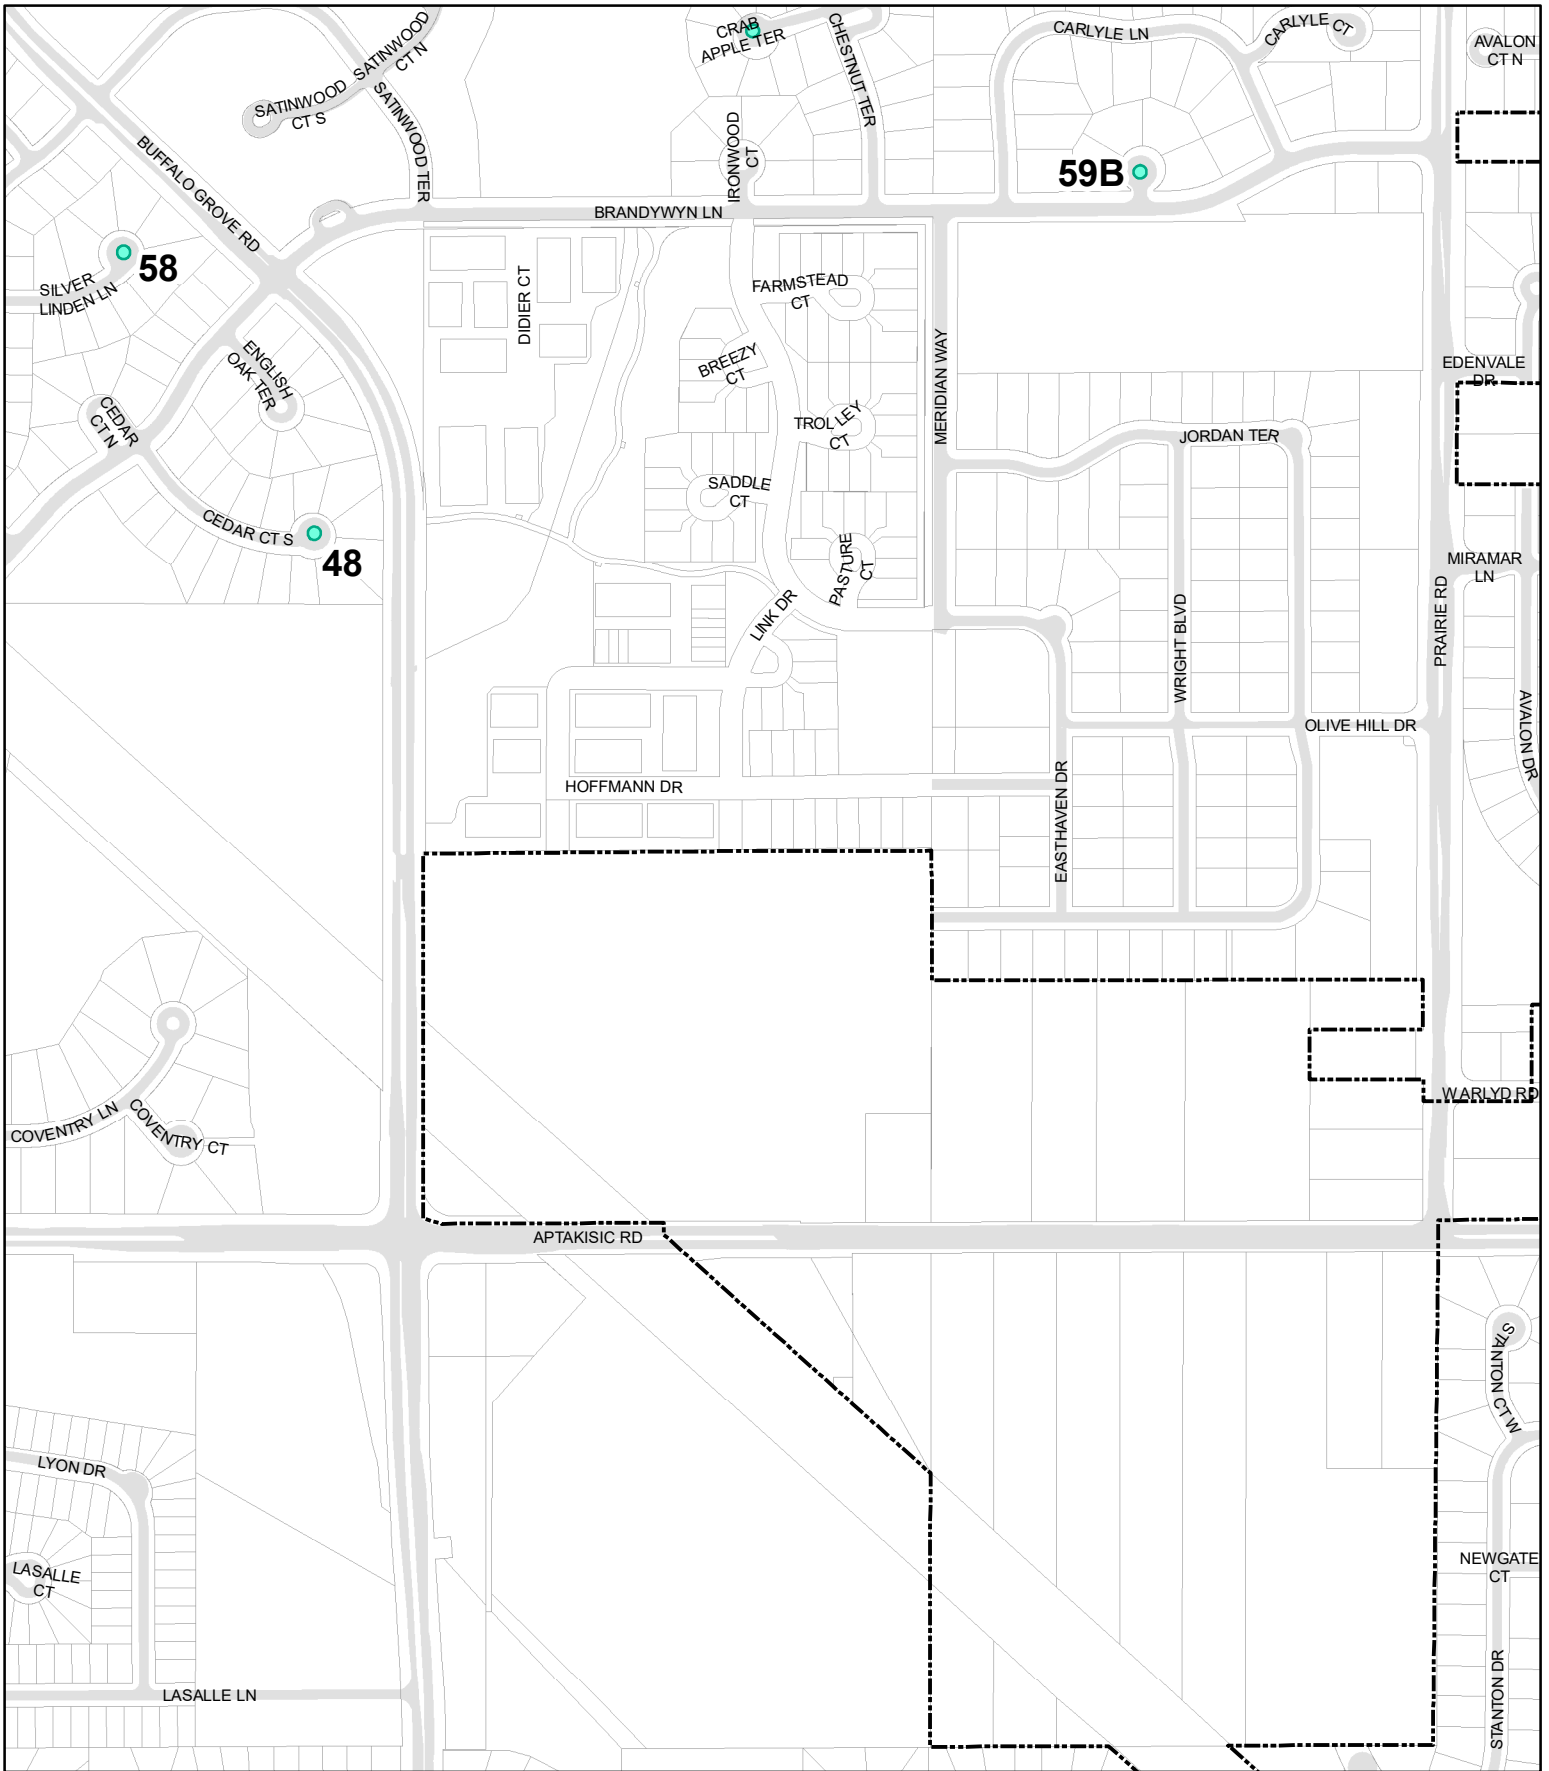 CRAB
APPLE TER
CHESTNUT TER
CARLYLE LN
CARLYLE CT
AVALON
CT N
SATINWOOD
CT N
SATINWOOD
CT S
SATINWOOD TER
BUFFALO GROVE RD
IRONWOOD
CT
59B
BRANDYWYN LN
58
SILVER
LINDEN LN
DIDIER CT
FARMSTEAD
CT
MERIDIAN WAY
ENGLISH
OAK TER
BREEZY
CT
EDENVALE
DR
CEDAR
CT N
TROLLEY
CT
JORDAN TER
SADDLE
CT
CEDAR CT S
48
PASTURE
CT
MIRAMAR
LN
LINK DR
WRIGHT BLVD
PRAIRIE RD
OLIVE HILL DR
AVALON DR
HOFFMANN DR
EASTHAVEN DR
WARLYD RD
COVENTRY LN
COVENTRY CT
APTAKISIC RD
STANTON CT W
LYON DR
LASALLE
CT
NEWGATE
CT
LASALLE LN
STANTON DR